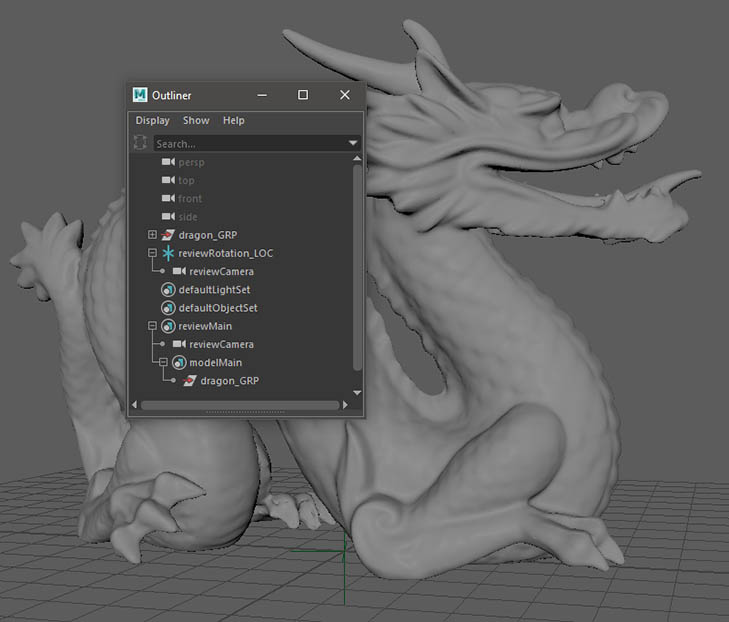 Outliner
Display Show Help
Search...
persp
top
front
side
dragon_GRP
reviewRotation_LOC
reviewCamera
defaultLightSet
defaultObjectSet
reviewMain
reviewCamera
modelMain
dragon_GRP